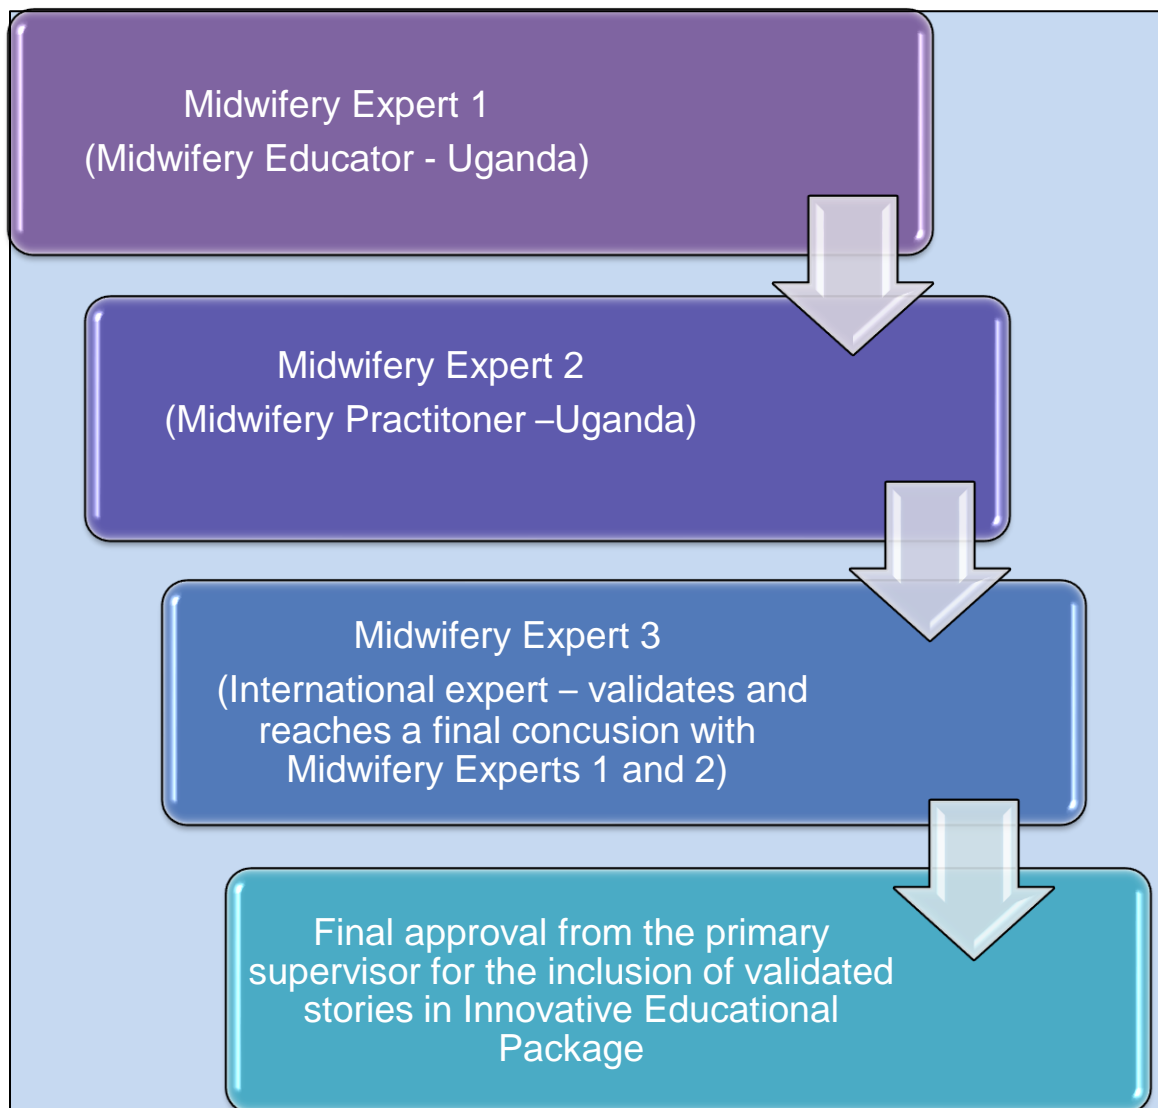 Midwifery Expert 1
(Midwifery Educator - Uganda)
Midwifery Expert 2
(Midwifery Practitoner –Uganda)
Midwifery Expert 3
(International expert – validates and
reaches a final concusion with
Midwifery Experts 1 and 2)
Final approval from the primary
supervisor for the inclusion of validated
stories in Innovative Educational
Package